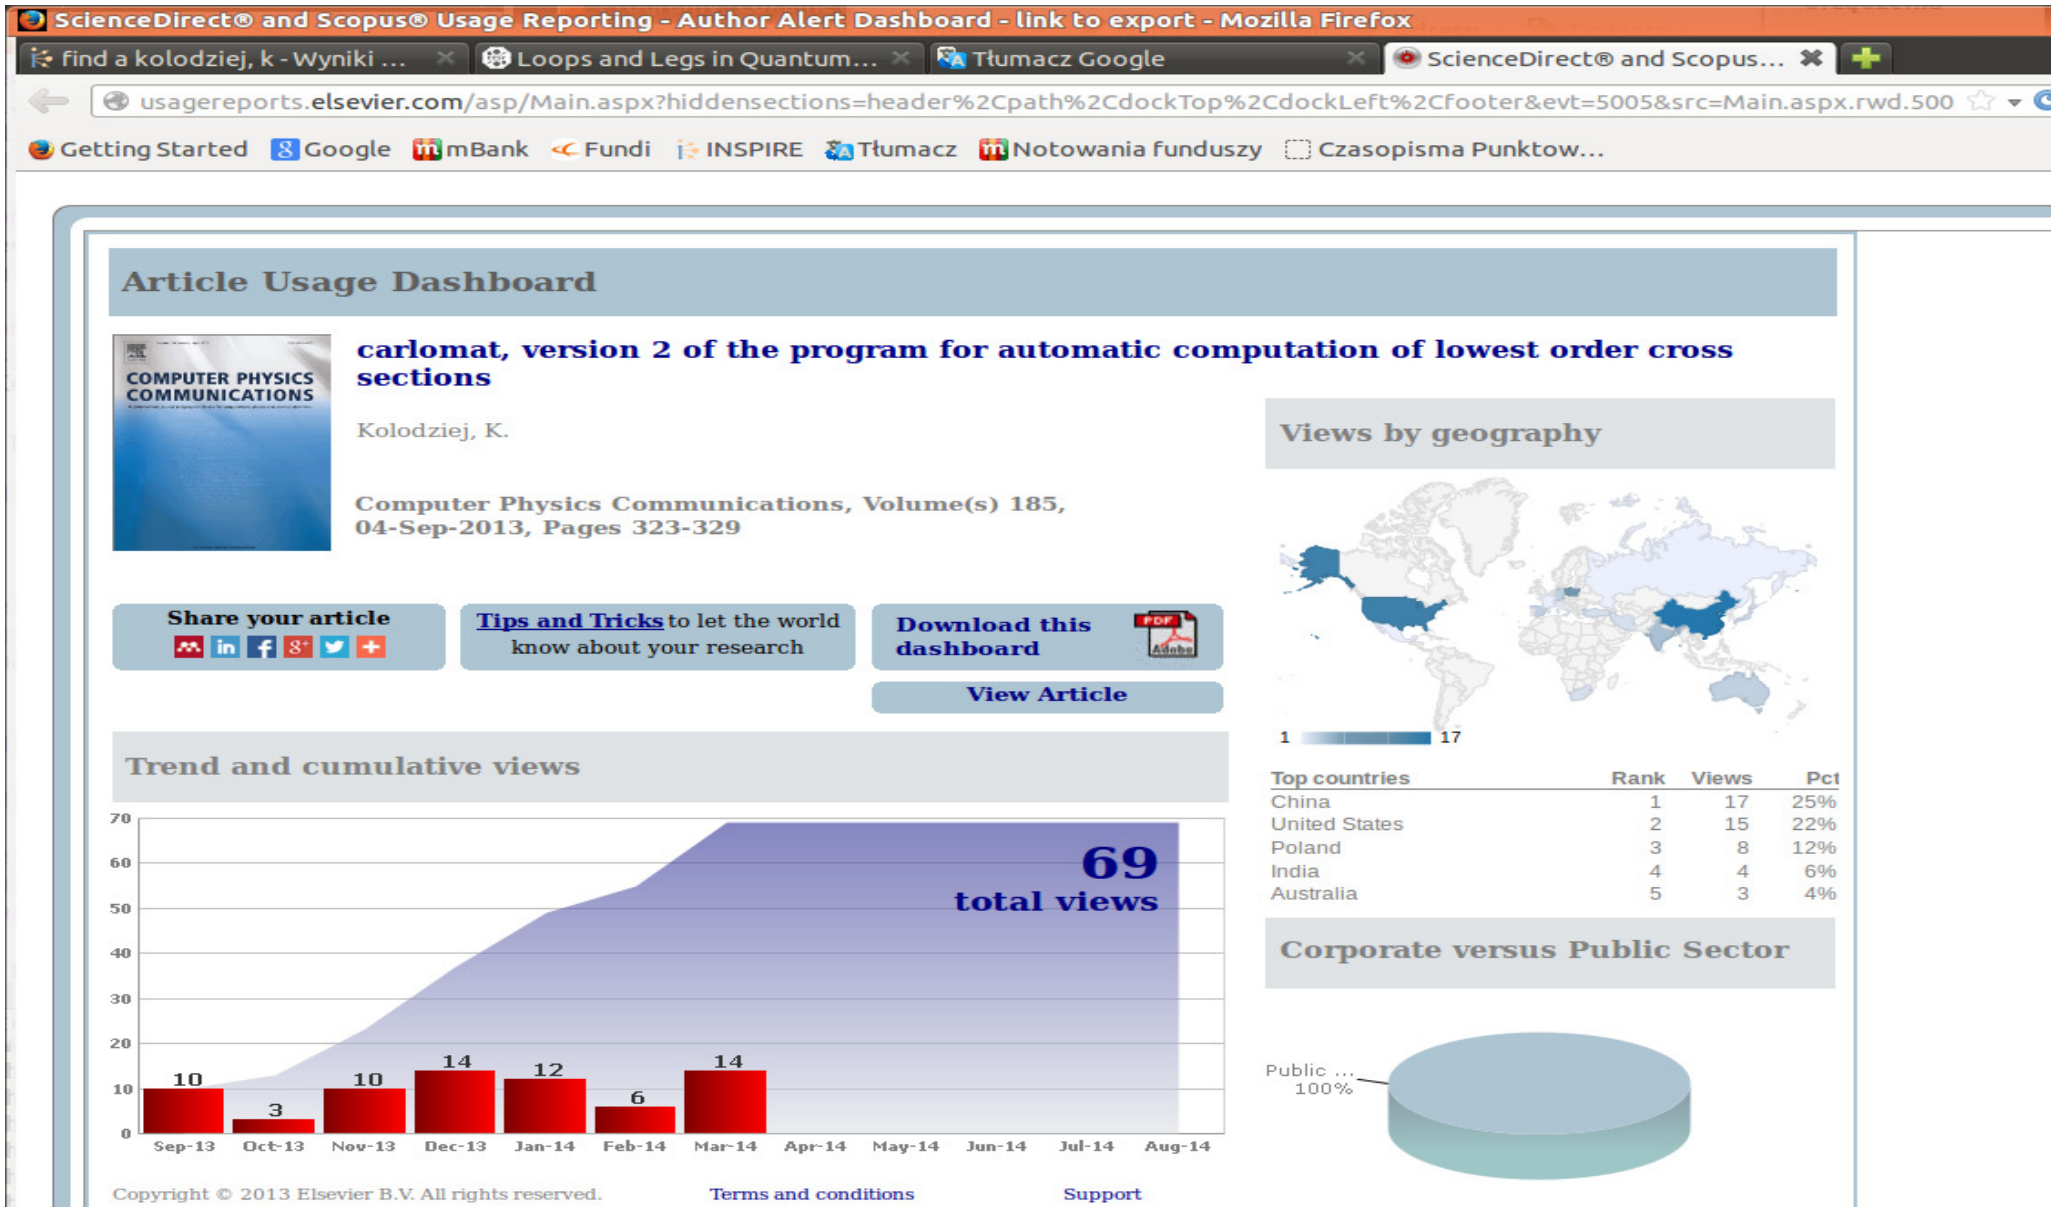 ScienceDirect® and Scopus® Usage Reporting - Author Alert Dashboard - link to export - Mozilla Firefox
find a kolodziej, k - Wyniki ...
Loops and Legs in Quantum...
Tłumacz Google
ScienceDirect® and Scopus...
usagereports.elsevier.com/asp/Main.aspx?hiddensections=header%2Cpath%2CdockTop%2CdockLeft%2Cfooter&evt=5005&src=Main.aspx.rwd.500
Getting Started Google mBank Fundi INSPIRE Tłumacz Notowania funduszy Czasopisma Punktow...
Article Usage Dashboard
COMPUTER PHYSICS
COMMUNICATIONS
carlomat, version 2 of the program for automatic computation of lowest order cross
sections
Kolodziej, K.
Computer Physics Communications, Volume(s) 185,
04-Sep-2013, Pages 323-329
Share your article
Tips and Tricks to let the world
know about your research
Download this
dashboard
PDF
Adobe
View Article
Trend and cumulative views
70
60
50
40
30
20
10
0
69
total views
10 3 10 14 12 6 14
Sep-13 Oct-13 Nov-13 Dec-13 Jan-14 Feb-14 Mar-14 Apr-14 May-14 Jun-14 Jul-14 Aug-14
Views by geography
1 17
Top countries Rank Views Pct
China 1 17 25%
United States 2 15 22%
Poland 3 8 12%
India 4 4 6%
Australia 5 3 4%
Corporate versus Public Sector
Public ...
100%
Copyright © 2013 Elsevier B.V. All rights reserved. Terms and conditions Support